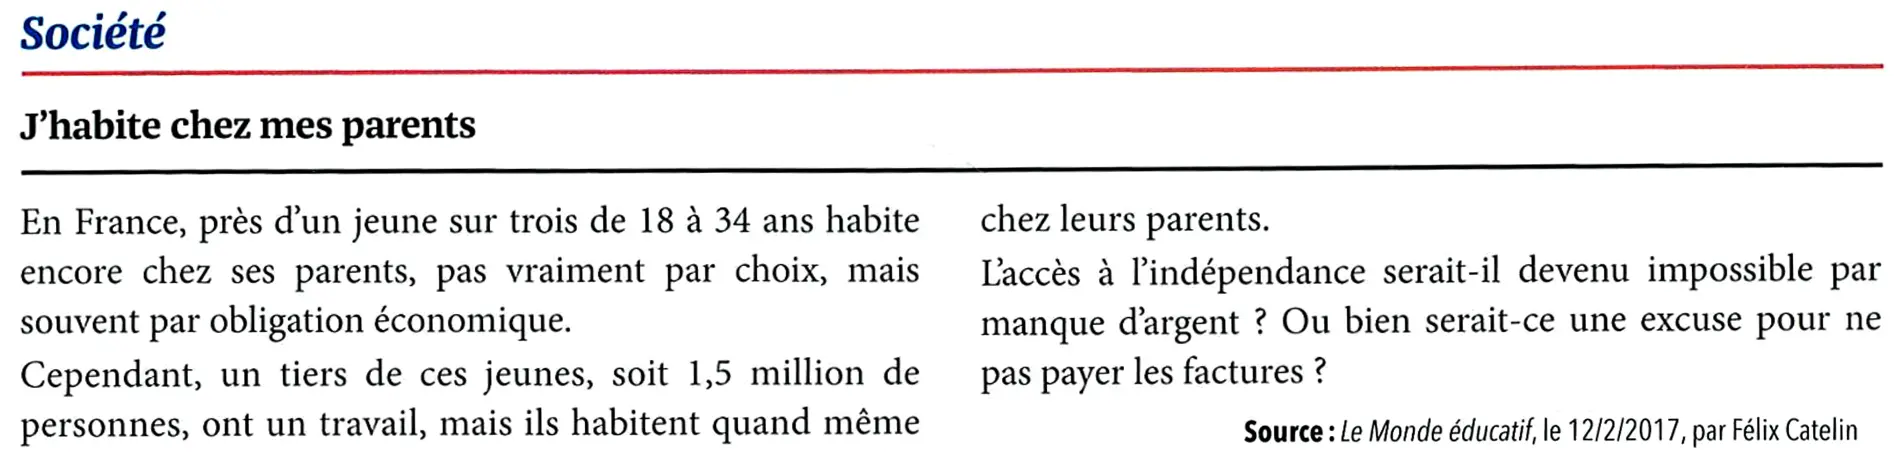 Société
J'habite chez mes parents
En France, près d'un jeune sur trois de 18 à 34 ans habite
encore chez ses parents, pas vraiment par choix, mais
souvent par obligation économique.
Cependant, un tiers de ces jeunes, soit 1,5 million de
personnes, ont un travail, mais ils habitent quand même
chez leurs parents.
L'accès à l'indépendance serait-il devenu impossible par
manque d'argent ? Ou bien serait-ce une excuse pour ne
pas payer les factures ?
Source : Le Monde éducatif, le 12/2/2017, par Félix Catelin